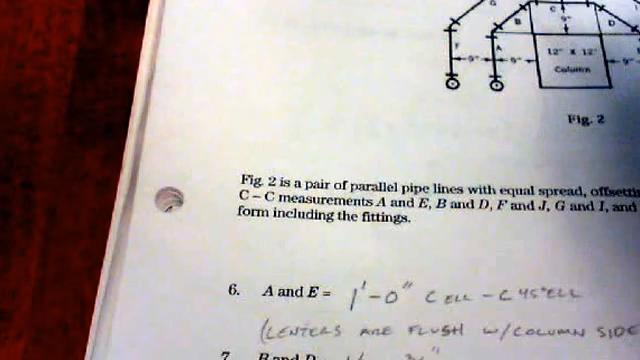 G
C
B
9"
D
F
A
9"
9"
12" X 12"
Column
9"
Fig. 2
Fig. 2 is a pair of parallel pipe lines with equal spread,
C – C measurements A and E, B and D, F and J, G and I, and
form including the fittings.
6. A and E = 1'-0" C ELL - C 45° ELL
(CENTERS ARE FLUSH W/COLUMN SIDE
7. B and D